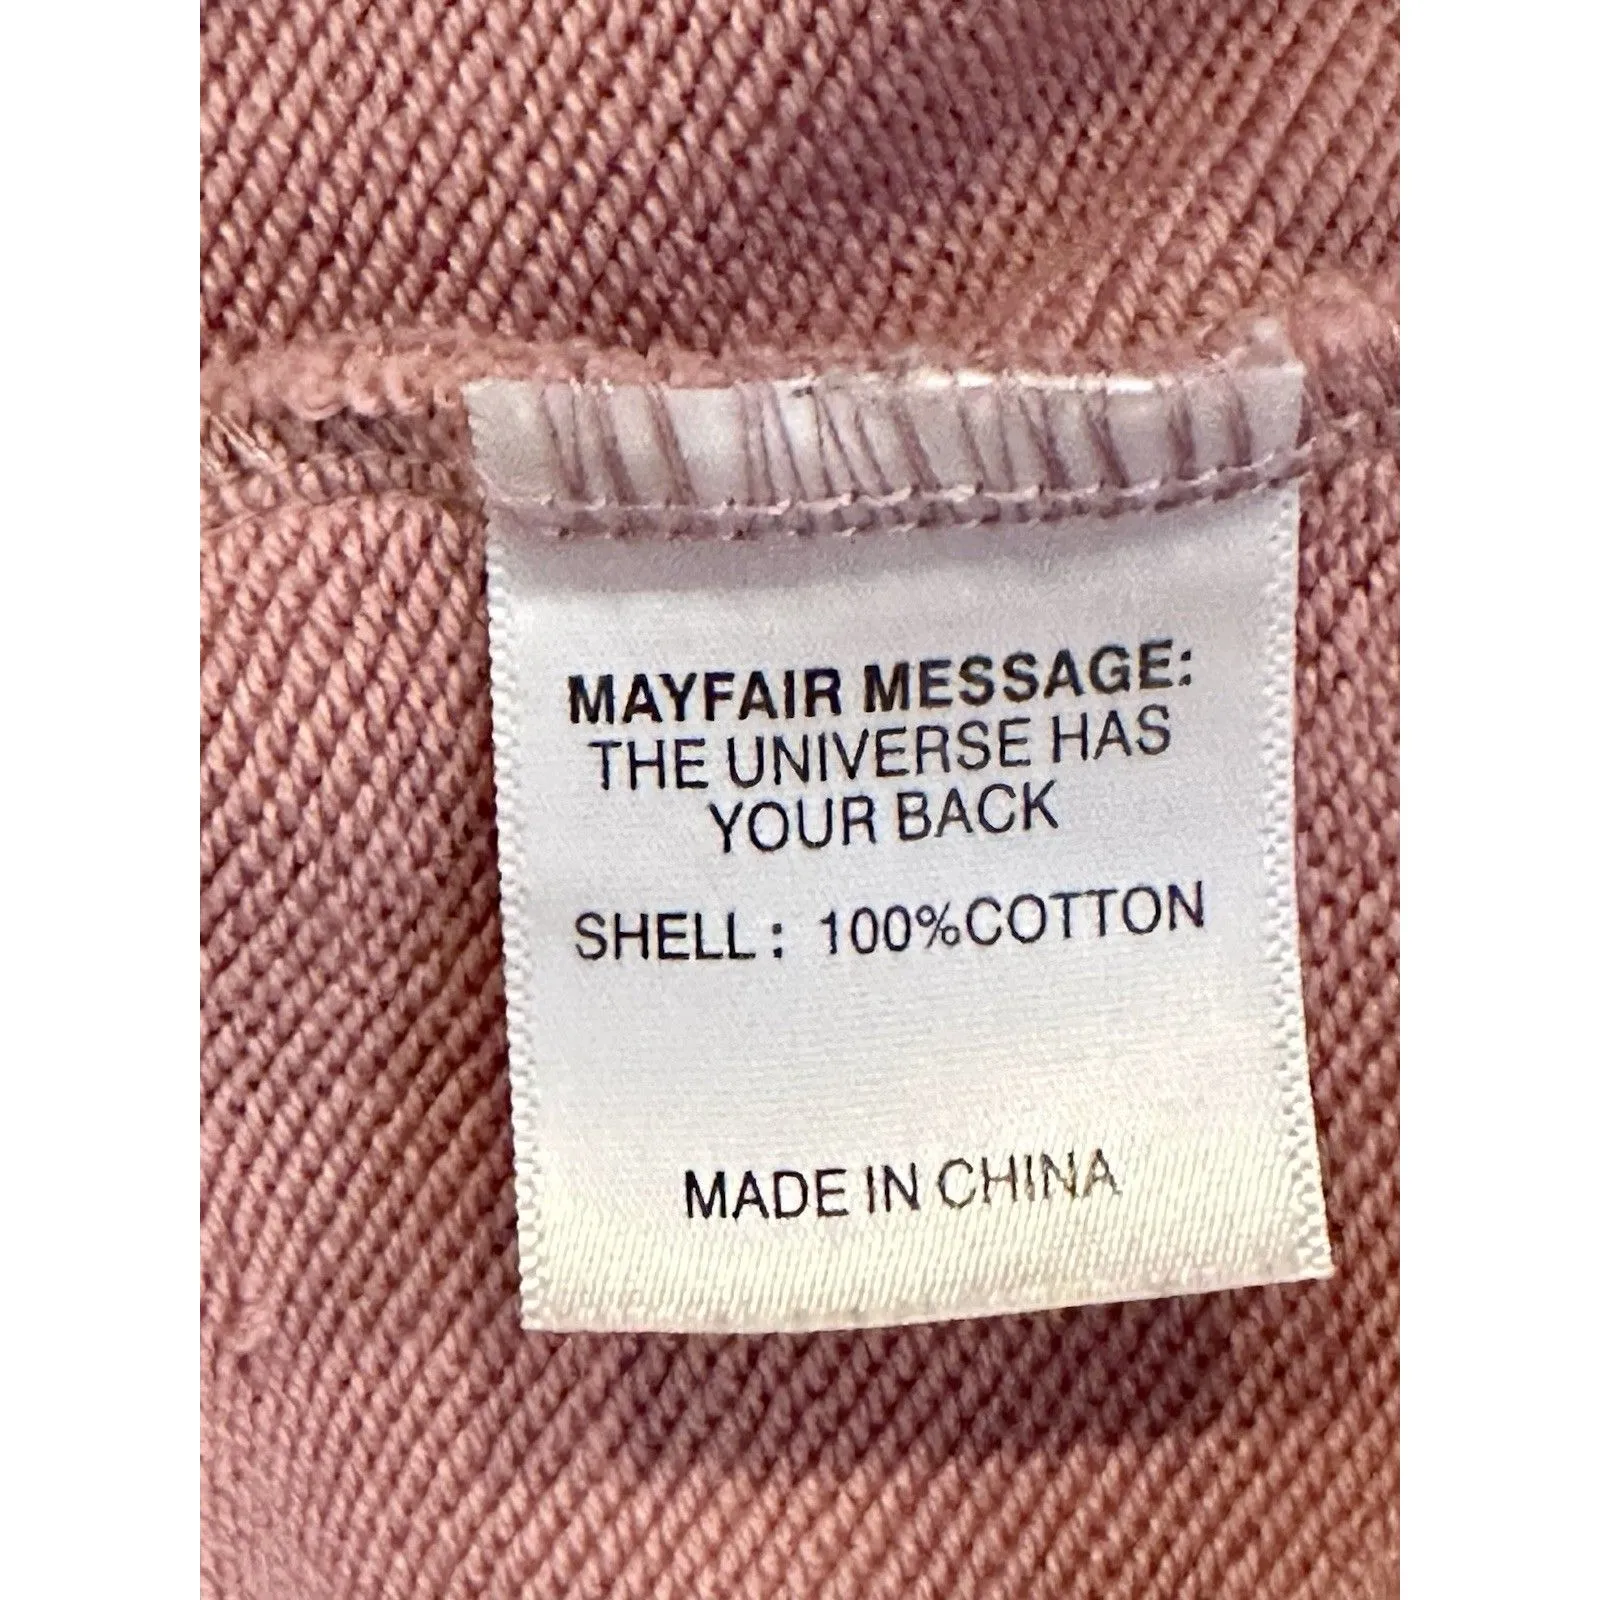 MAYFAIR MESSAGE:
THE UNIVERSE HAS
YOUR BACK
SHELL: 100%COTTON
MADE IN CHINA